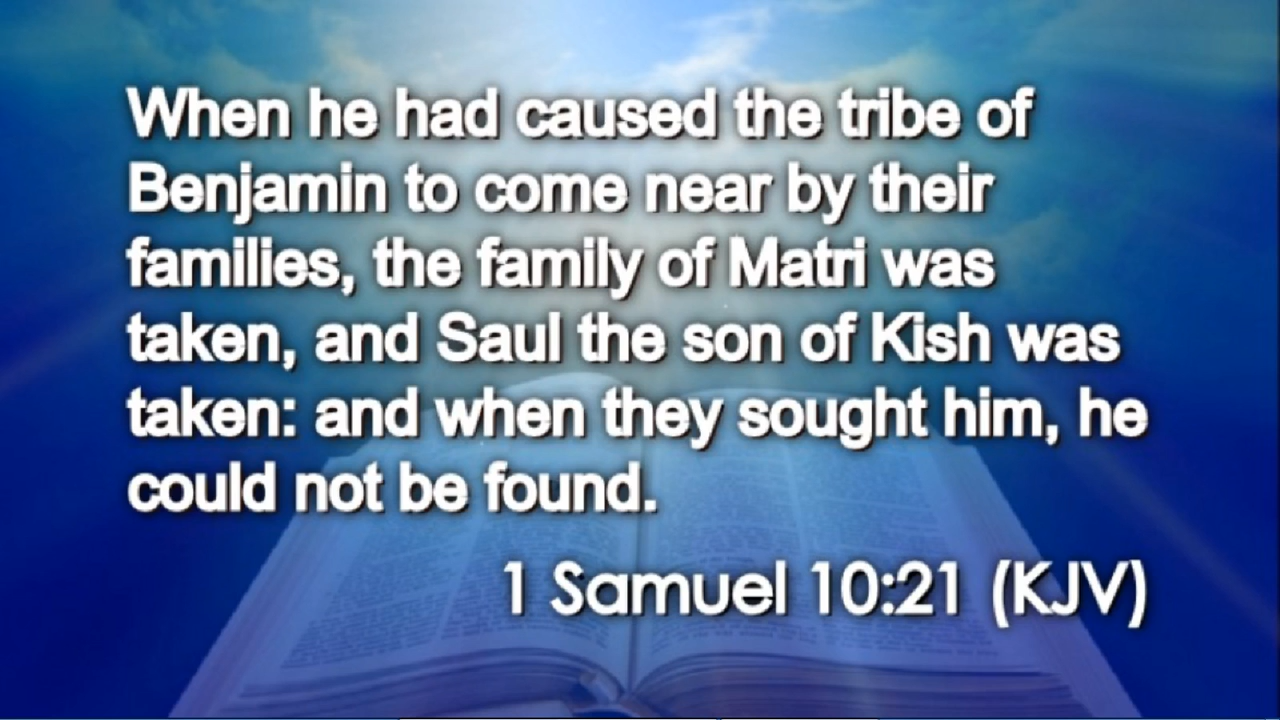 When he had caused the tribe of
Benjamin to come near by their
families, the family of Matri was
taken, and Saul the son of Kish was
taken: and when they sought him, he
could not be found.
1 Samuel 10:21 (KJV)